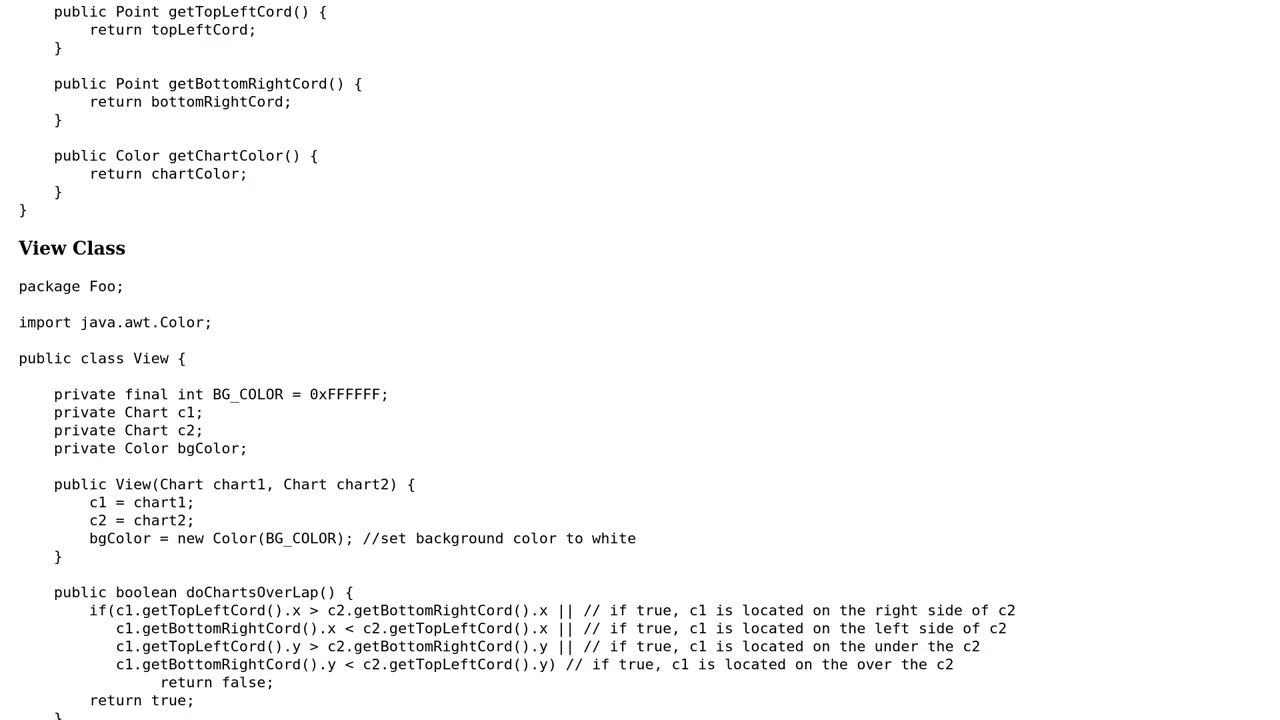 public Point getTopLeftCord() {
        return topLeftCord;
    }

    public Point getBottomRightCord() {
        return bottomRightCord;
    }

    public Color getChartColor() {
        return chartColor;
    }
}
View Class
package Foo;

import java.awt.Color;

public class View {

    private final int BG_COLOR = 0xFFFFFF;
    private Chart c1;
    private Chart c2;
    private Color bgColor;

    public View(Chart chart1, Chart chart2) {
        c1 = chart1;
        c2 = chart2;
        bgColor = new Color(BG_COLOR); //set background color to white
    }

    public boolean doChartsOverLap() {
        if(c1.getTopLeftCord().x > c2.getBottomRightCord().x || // if true, c1 is located on the right side of c2
           c1.getBottomRightCord().x < c2.getTopLeftCord().x || // if true, c1 is located on the left side of c2
           c1.getTopLeftCord().y > c2.getBottomRightCord().y || // if true, c1 is located on the under the c2
           c1.getBottomRightCord().y < c2.getTopLeftCord().y) // if true, c1 is located on the over the c2
                return false;
        return true;
    }